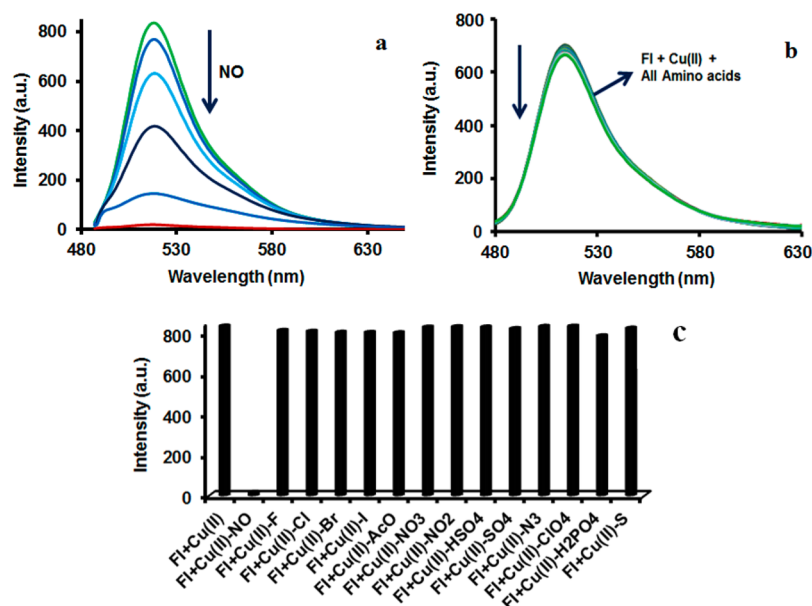 a
Intensity (a.u.)
800
600
400
200
0
NO
480 530 580 630
Wavelength (nm)
b
Intensity (a.u.)
800
600
400
200
0
Fl + Cu(II) +
All Amino acids
480 530 580 630
Wavelength (nm)
c
Intensity (a.u.)
800
600
400
200
0
Fl+Cu(II)
Fl+Cu(II)-NO
Fl+Cu(II)-F
Fl+Cu(II)-Cl
Fl+Cu(II)-Br
Fl+Cu(II)-I
Fl+Cu(II)-AcO
Fl+Cu(II)-NO3
Fl+Cu(II)-NO2
Fl+Cu(II)-HSO4
Fl+Cu(II)-SO4
Fl+Cu(II)-N3
Fl+Cu(II)-ClO4
Fl+Cu(II)-H2PO4
Fl+Cu(II)-S